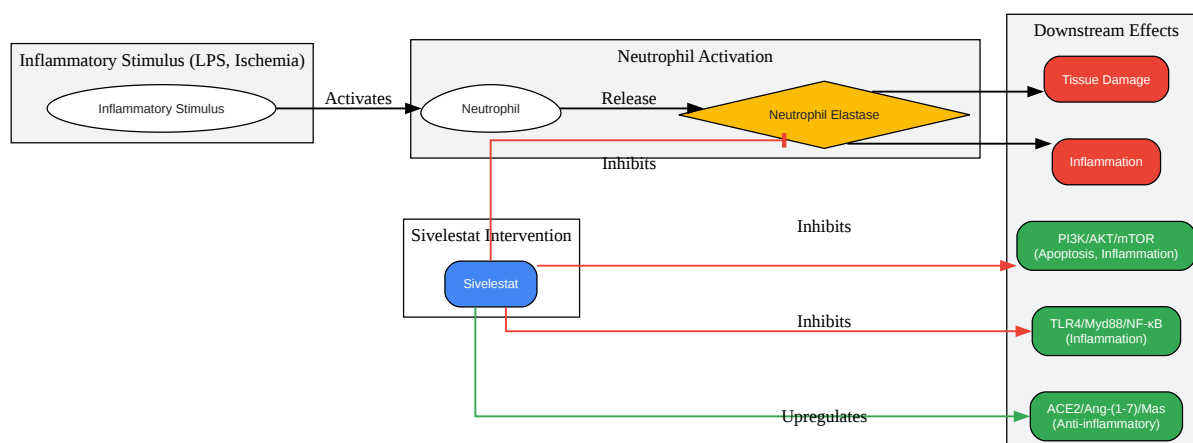 Inflammatory Stimulus (LPS, Ischemia)
Inflammatory Stimulus
Activates
Neutrophil Activation
Neutrophil
Release
Neutrophil Elastase
Inhibits
Sivelestat Intervention
Sivelestat
Inhibits
Inhibits
Upregulates
Downstream Effects
Tissue Damage
Inflammation
PI3K/AKT/mTOR
(Apoptosis, Inflammation)
TLR4/Myd88/NF-κB
(Inflammation)
ACE2/Ang-(1-7)/Mas
(Anti-inflammatory)